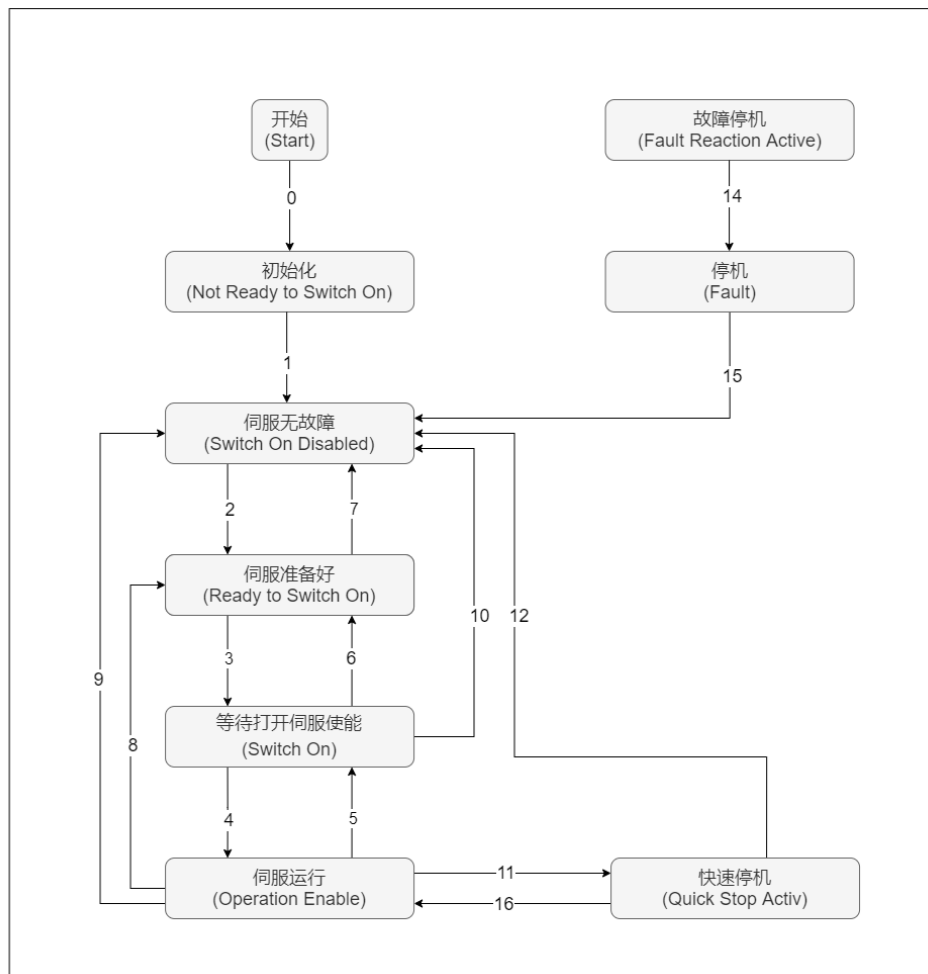 开始
(Start)
故障停机
(Fault Reaction Active)
0
14
初始化
(Not Ready to Switch On)
停机
(Fault)
1
15
伺服无故障
(Switch On Disabled)
2
7
伺服准备好
(Ready to Switch On)
10
12
3
6
9
等待打开伺服使能
(Switch On)
8
4
5
伺服运行
(Operation Enable)
11
16
快速停机
(Quick Stop Activ)